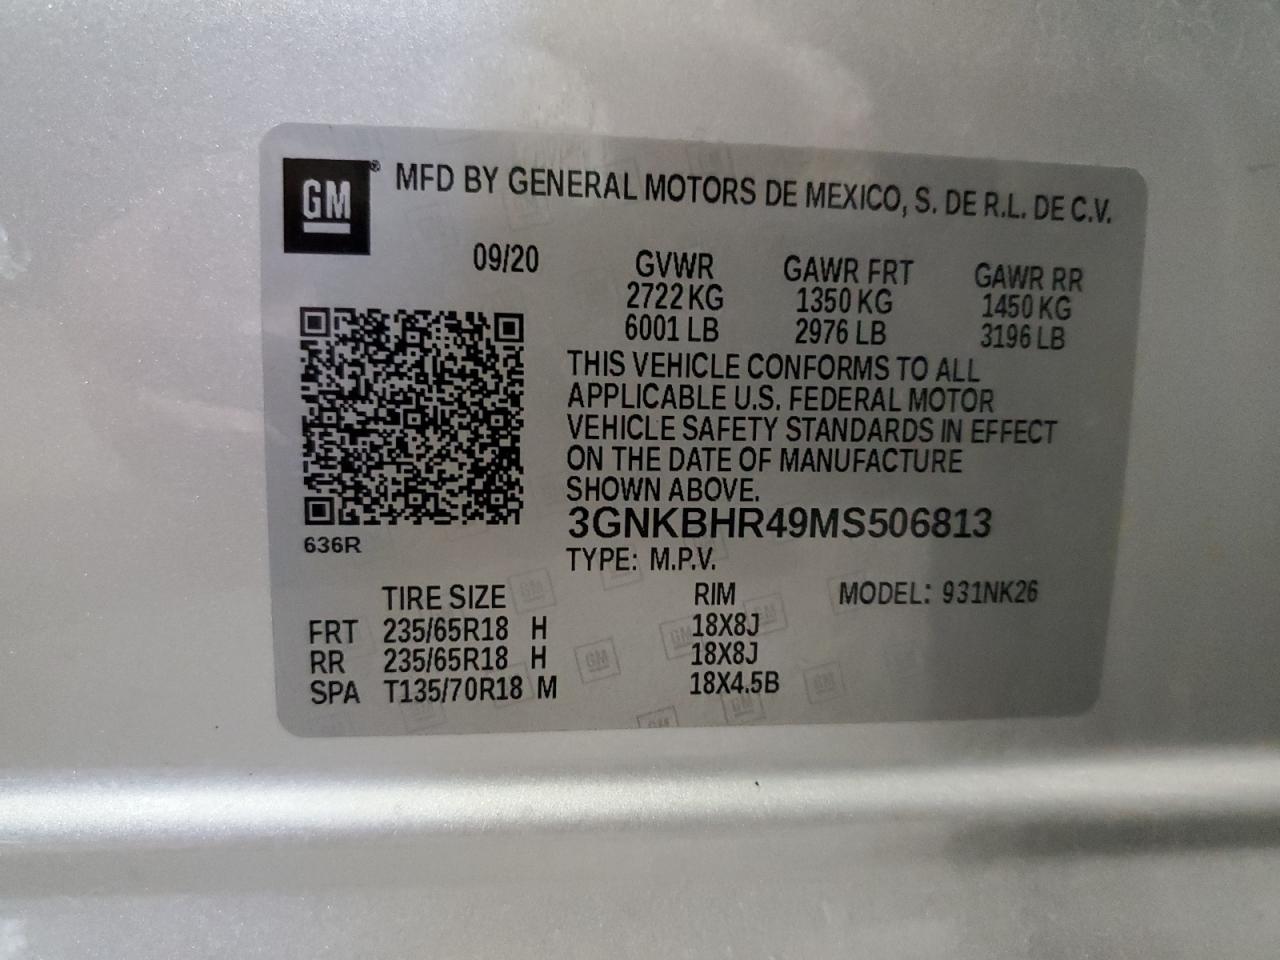 GM ® MFD BY GENERAL MOTORS DE MEXICO, S. DE R.L. DE C.V.
09/20 GVWR GAWR FRT GAWR RR
2722 KG 1350 KG 1450 KG
6001 LB 2976 LB 3196 LB
THIS VEHICLE CONFORMS TO ALL
APPLICABLE U.S. FEDERAL MOTOR
VEHICLE SAFETY STANDARDS IN EFFECT
ON THE DATE OF MANUFACTURE
SHOWN ABOVE.
3GNKBHR49MS506813
636R
TYPE: M.P.V.
TIRE SIZE RIM MODEL: 931NK26
FRT 235/65R18 H 18X8J
RR 235/65R18 H 18X8J
SPA T135/70R18 M 18X4.5B